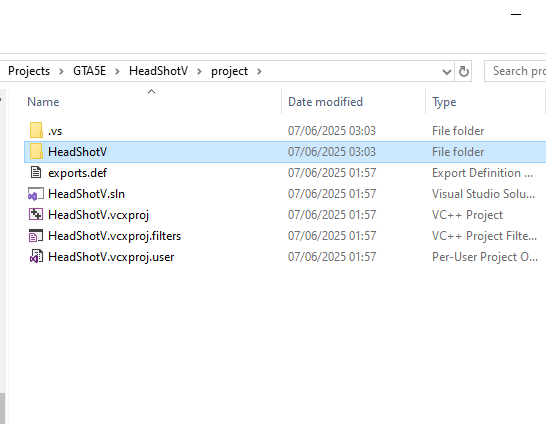 Projects > GTA5E > HeadShotV > project >
Search pro
Name Date modified Type
.vs 07/06/2025 03:03 File folder
HeadShotV 07/06/2025 03:03 File folder
exports.def 07/06/2025 01:57 Export Definition ...
HeadShotV.sln 07/06/2025 01:57 Visual Studio Solu...
HeadShotV.vcxproj 07/06/2025 01:57 VC++ Project
HeadShotV.vcxproj.filters 07/06/2025 01:57 VC++ Project Filte...
HeadShotV.vcxproj.user 07/06/2025 01:57 Per-User Project O...